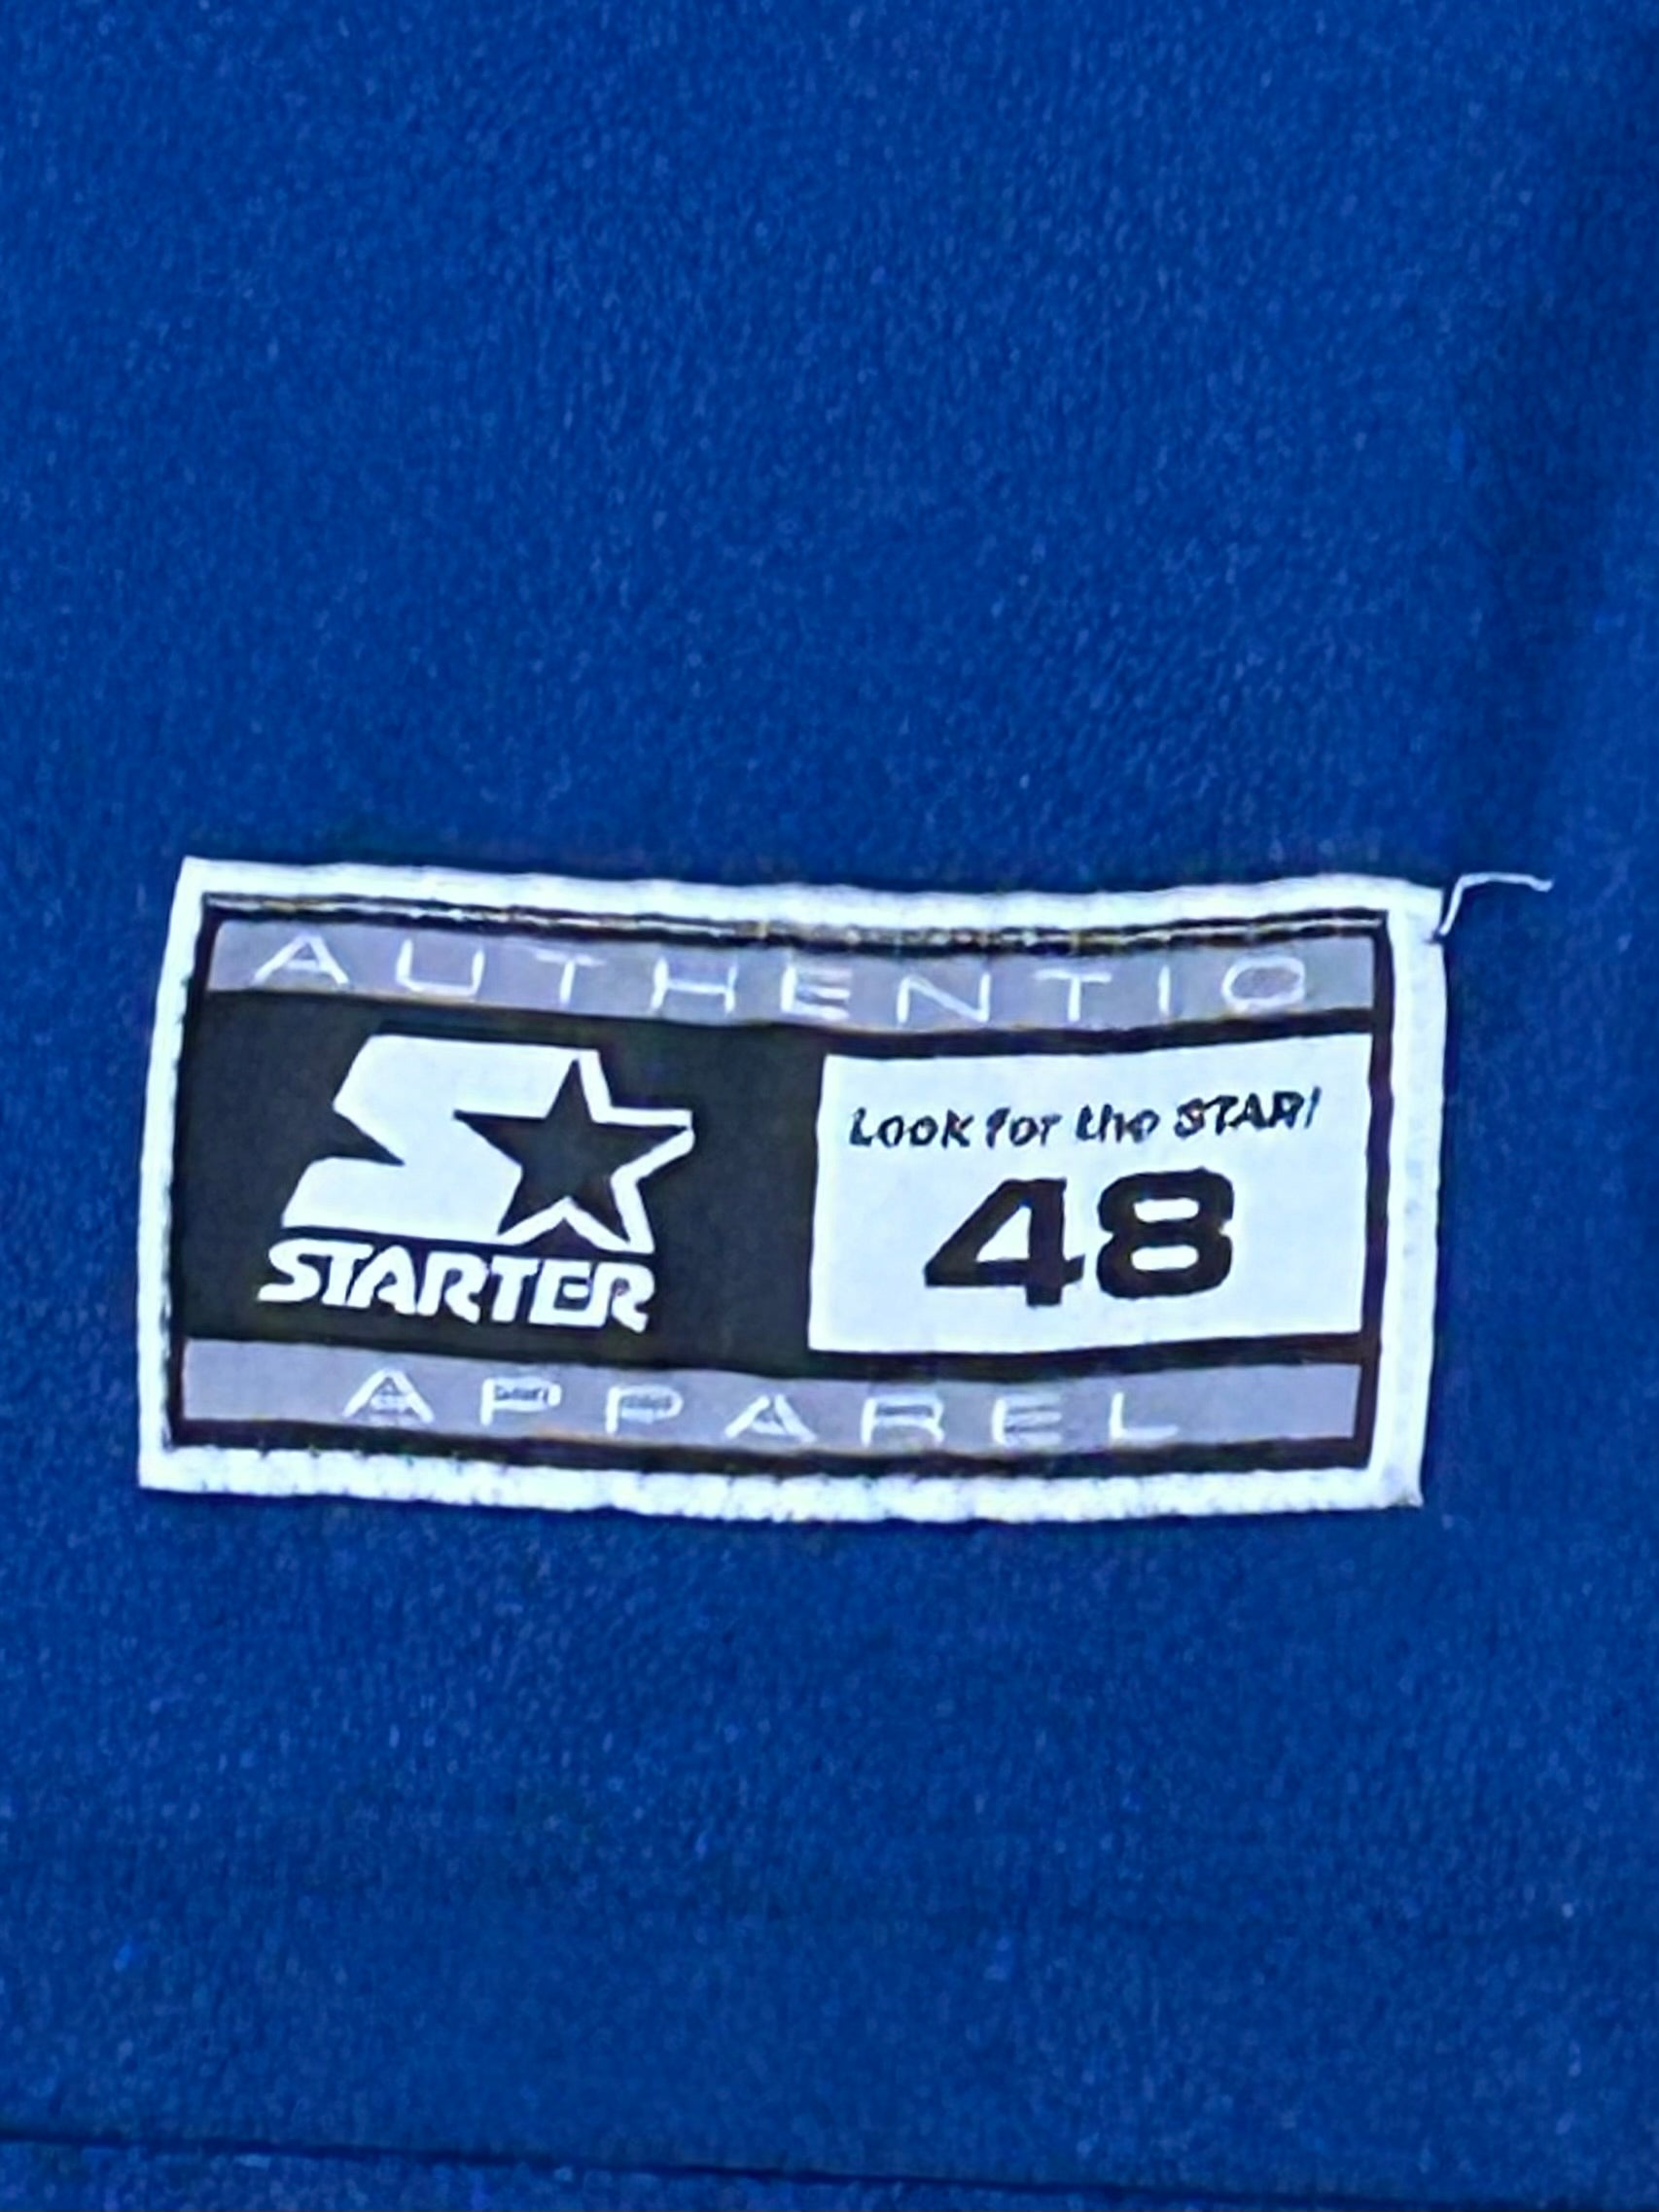 AUTHENTIC
STARTER
Look for the STAR!
48
APPAREL